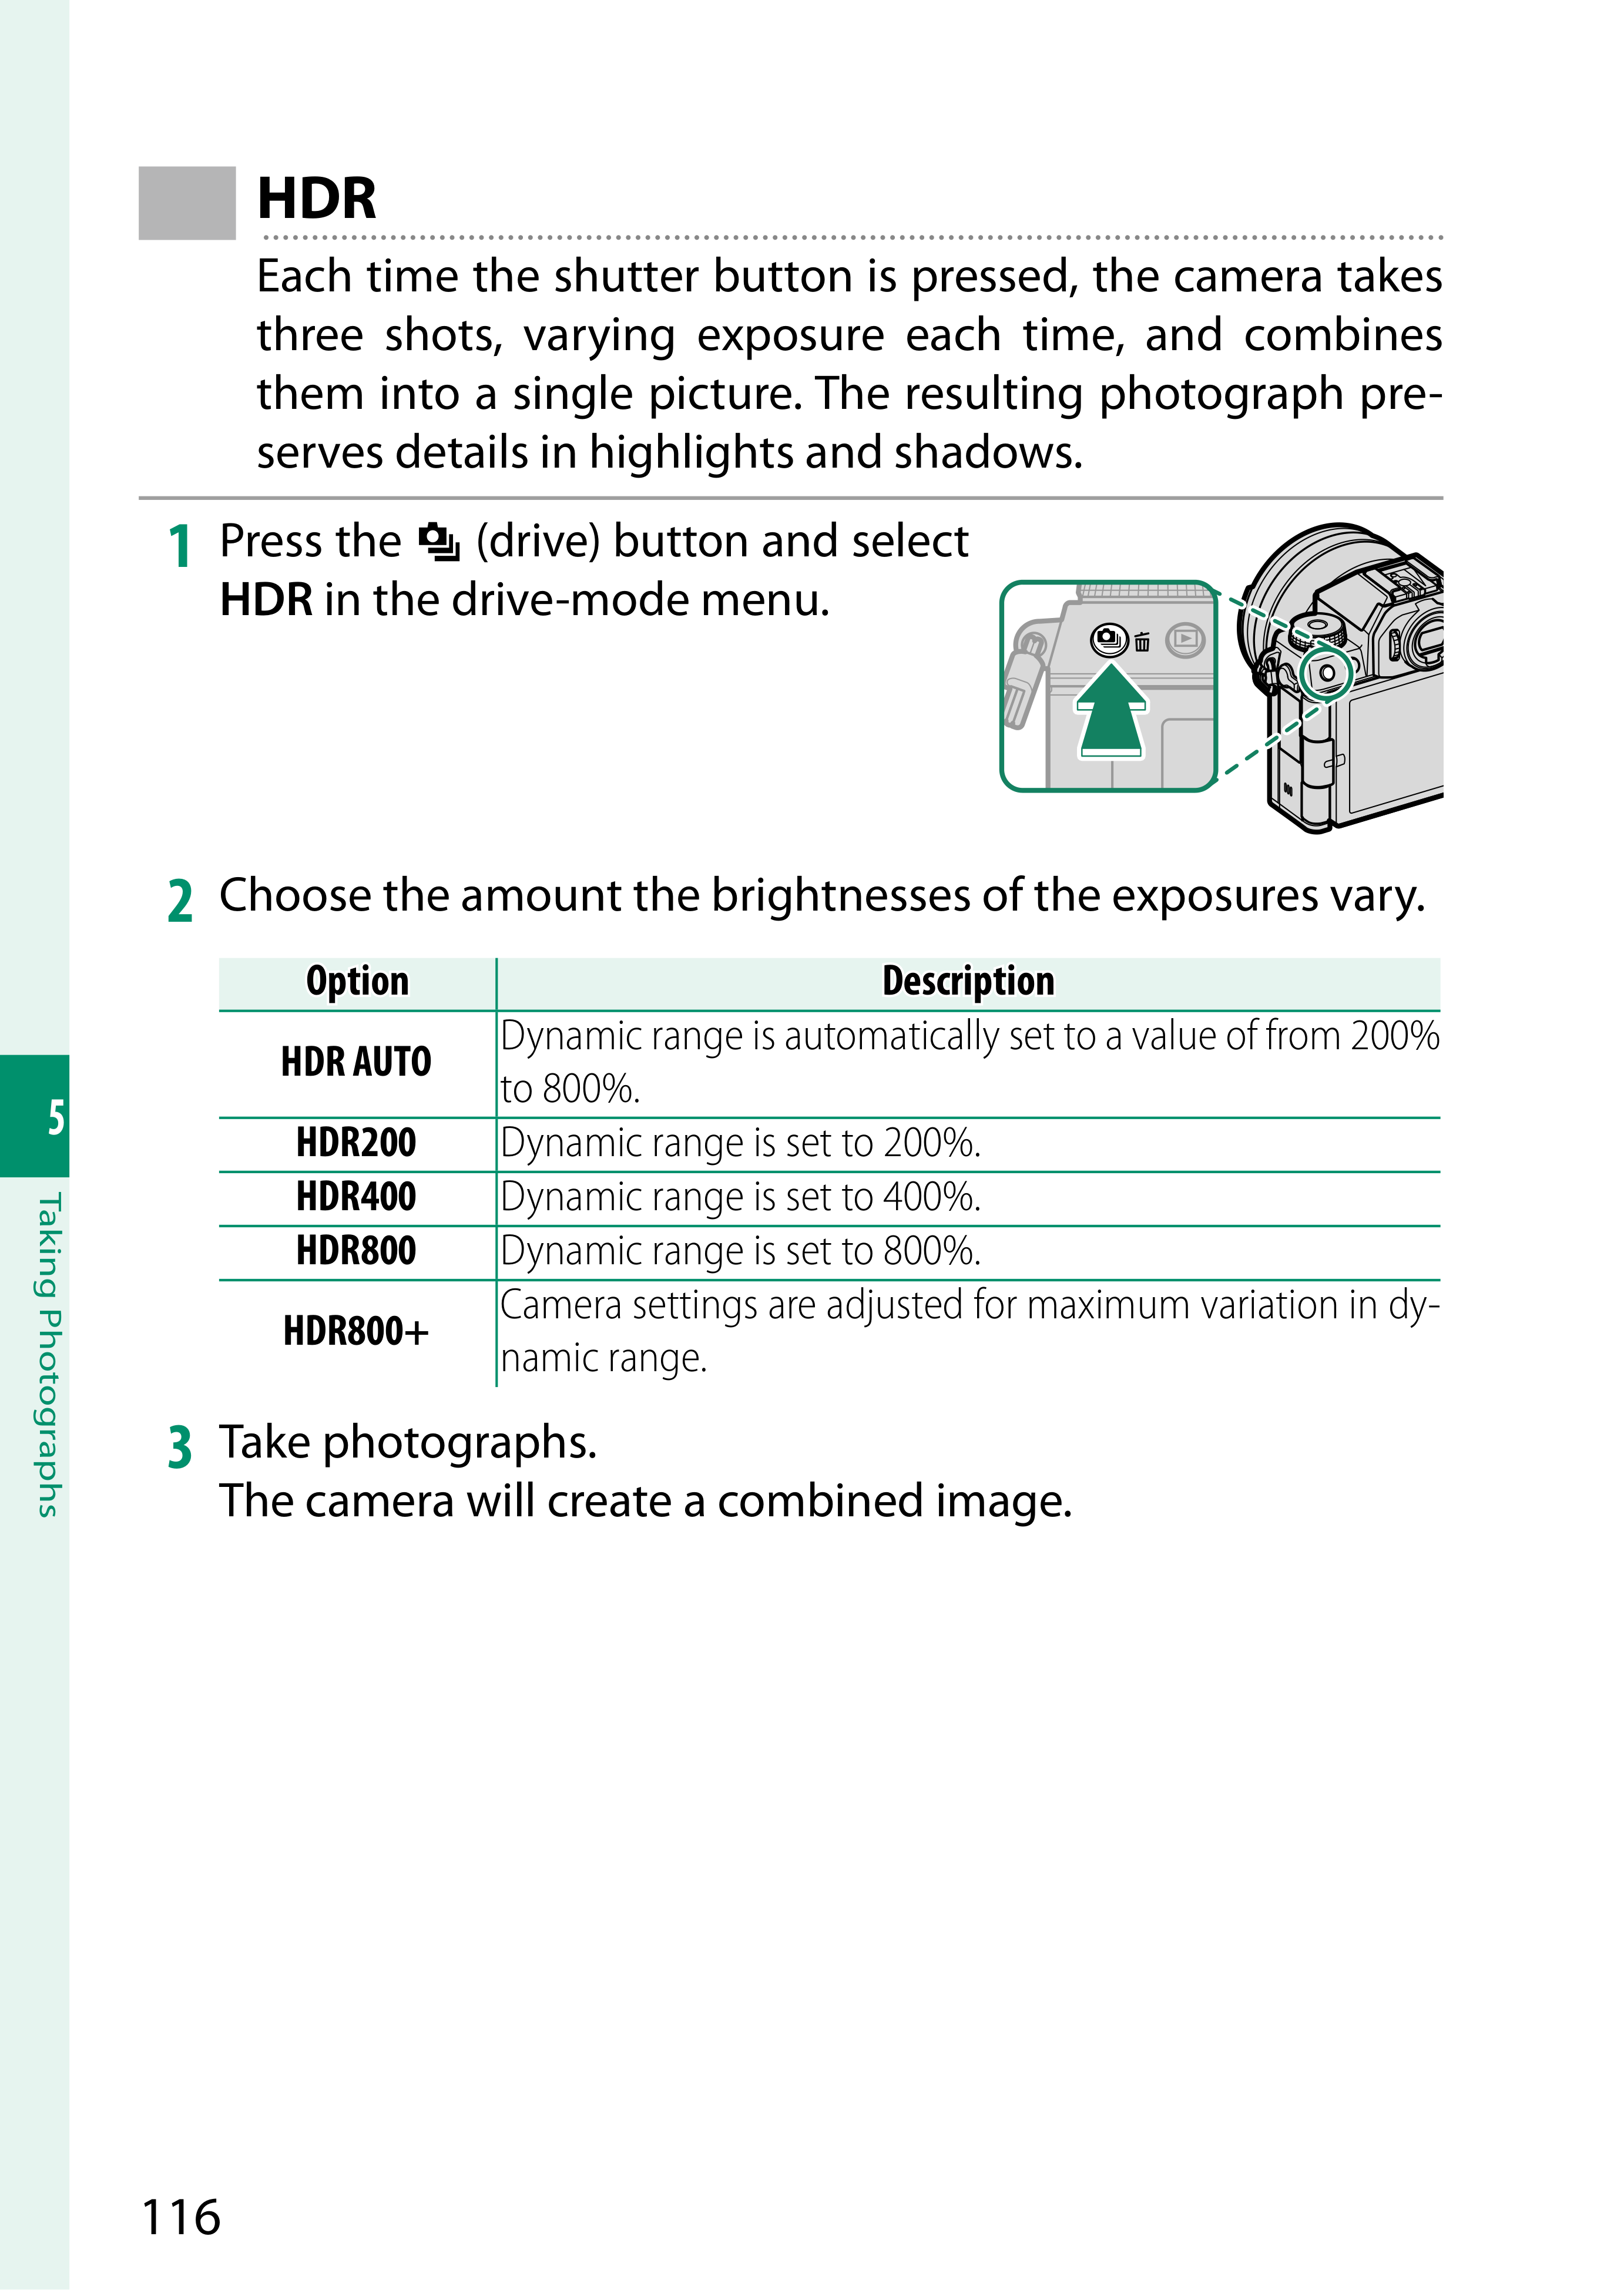 HDR
Each time the shutter button is pressed, the camera takes
three shots, varying exposure each time, and combines
them into a single picture. The resulting photograph pre-
serves details in highlights and shadows.
1 Press the (drive) button and select
HDR in the drive-mode menu.
2 Choose the amount the brightnesses of the exposures vary.
Option Description
HDR AUTO Dynamic range is automatically set to a value of from 200%
to 800%.
HDR200 Dynamic range is set to 200%.
HDR400 Dynamic range is set to 400%.
HDR800 Dynamic range is set to 800%.
HDR800+ Camera settings are adjusted for maximum variation in dy-
namic range.
3 Take photographs.
The camera will create a combined image.
5
Taking Photographs
116